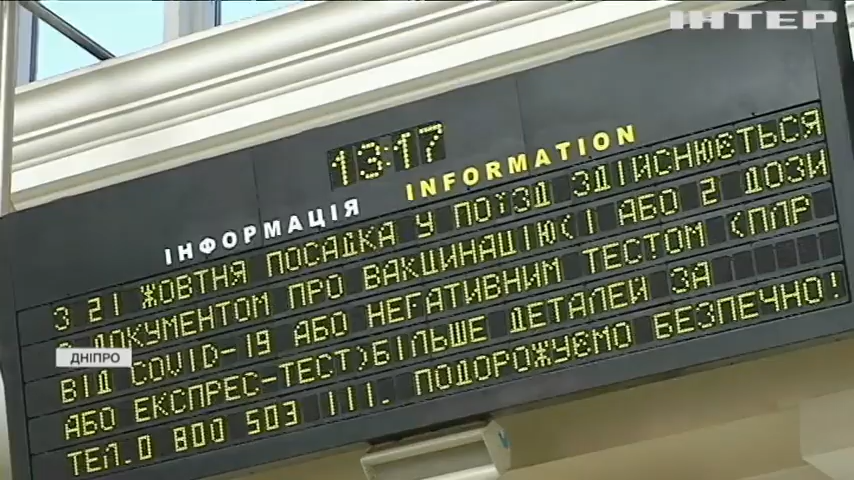 ІНТЕР
13:17
ІНФОРМАЦІЯ INFORMATION
З 21 ЖОВТНЯ ПОСАДКА У ПОЇЗД ЗДІЙСНЮЄТЬСЯ
З ДОКУМЕНТОМ ПРО ВАКЦИНАЦІЮ(1 АБО 2 ДОЗИ
ВІД COVID-19 АБО НЕГАТИВНИМ ТЕСТОМ (ПЛР
АБО ЕКСПРЕС-ТЕСТ)БІЛЬШЕ ДЕТАЛЕЙ ЗА
ТЕЛ.0 800 503 111. ПОДОРОЖУЄМО БЕЗПЕЧНО!
ДНІПРО